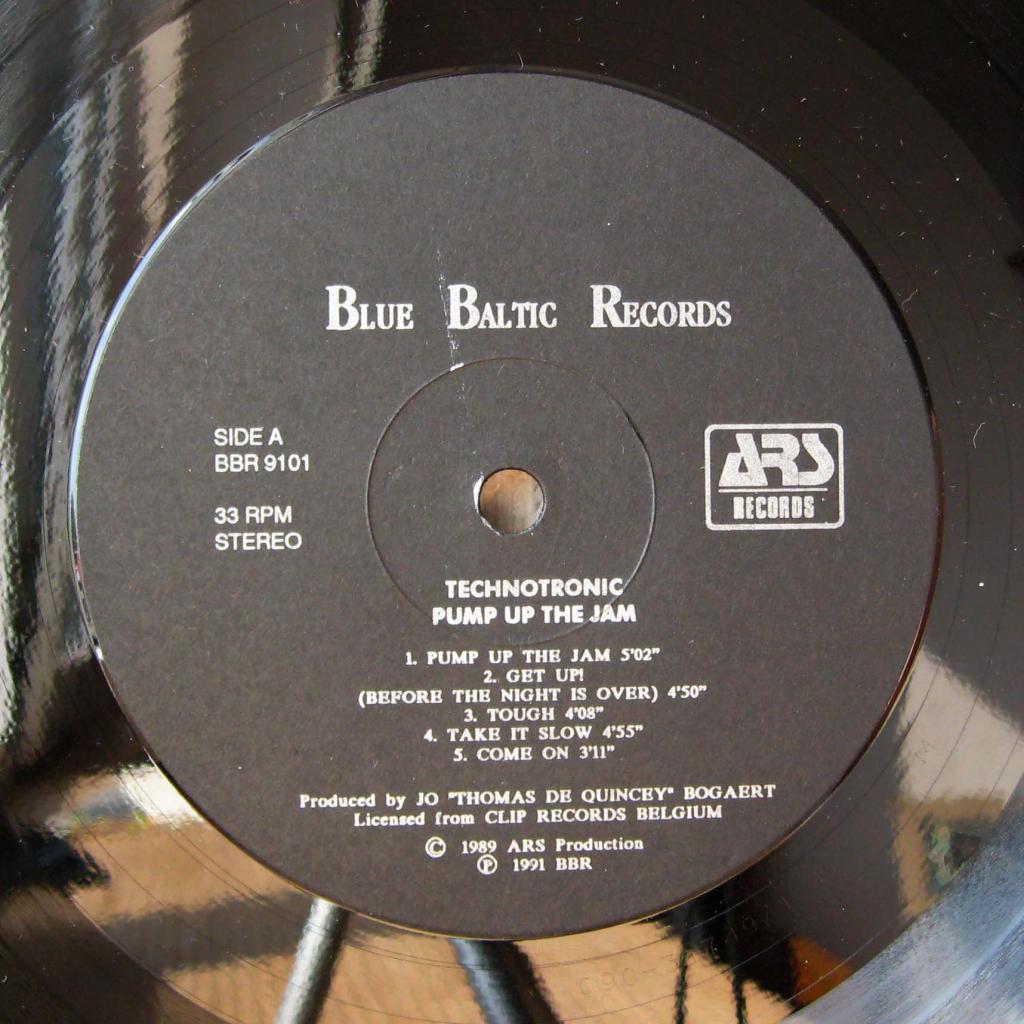 BLUE BALTIC RECORDS
SIDE A
BBR 9101
33 RPM
STEREO
ARS
RECORDS
TECHNOTRONIC
PUMP UP THE JAM
1. PUMP UP THE JAM 5'02"
2. GET UP!
(BEFORE THE NIGHT IS OVER) 4'50"
3. TOUGH 4'08"
4. TAKE IT SLOW 4'55"
5. COME ON 3'11"
Produced by JO "THOMAS DE QUINCEY" BOGAERT
Licensed from CLIP RECORDS BELGIUM
© 1989 ARS Production
℗ 1991 BBR